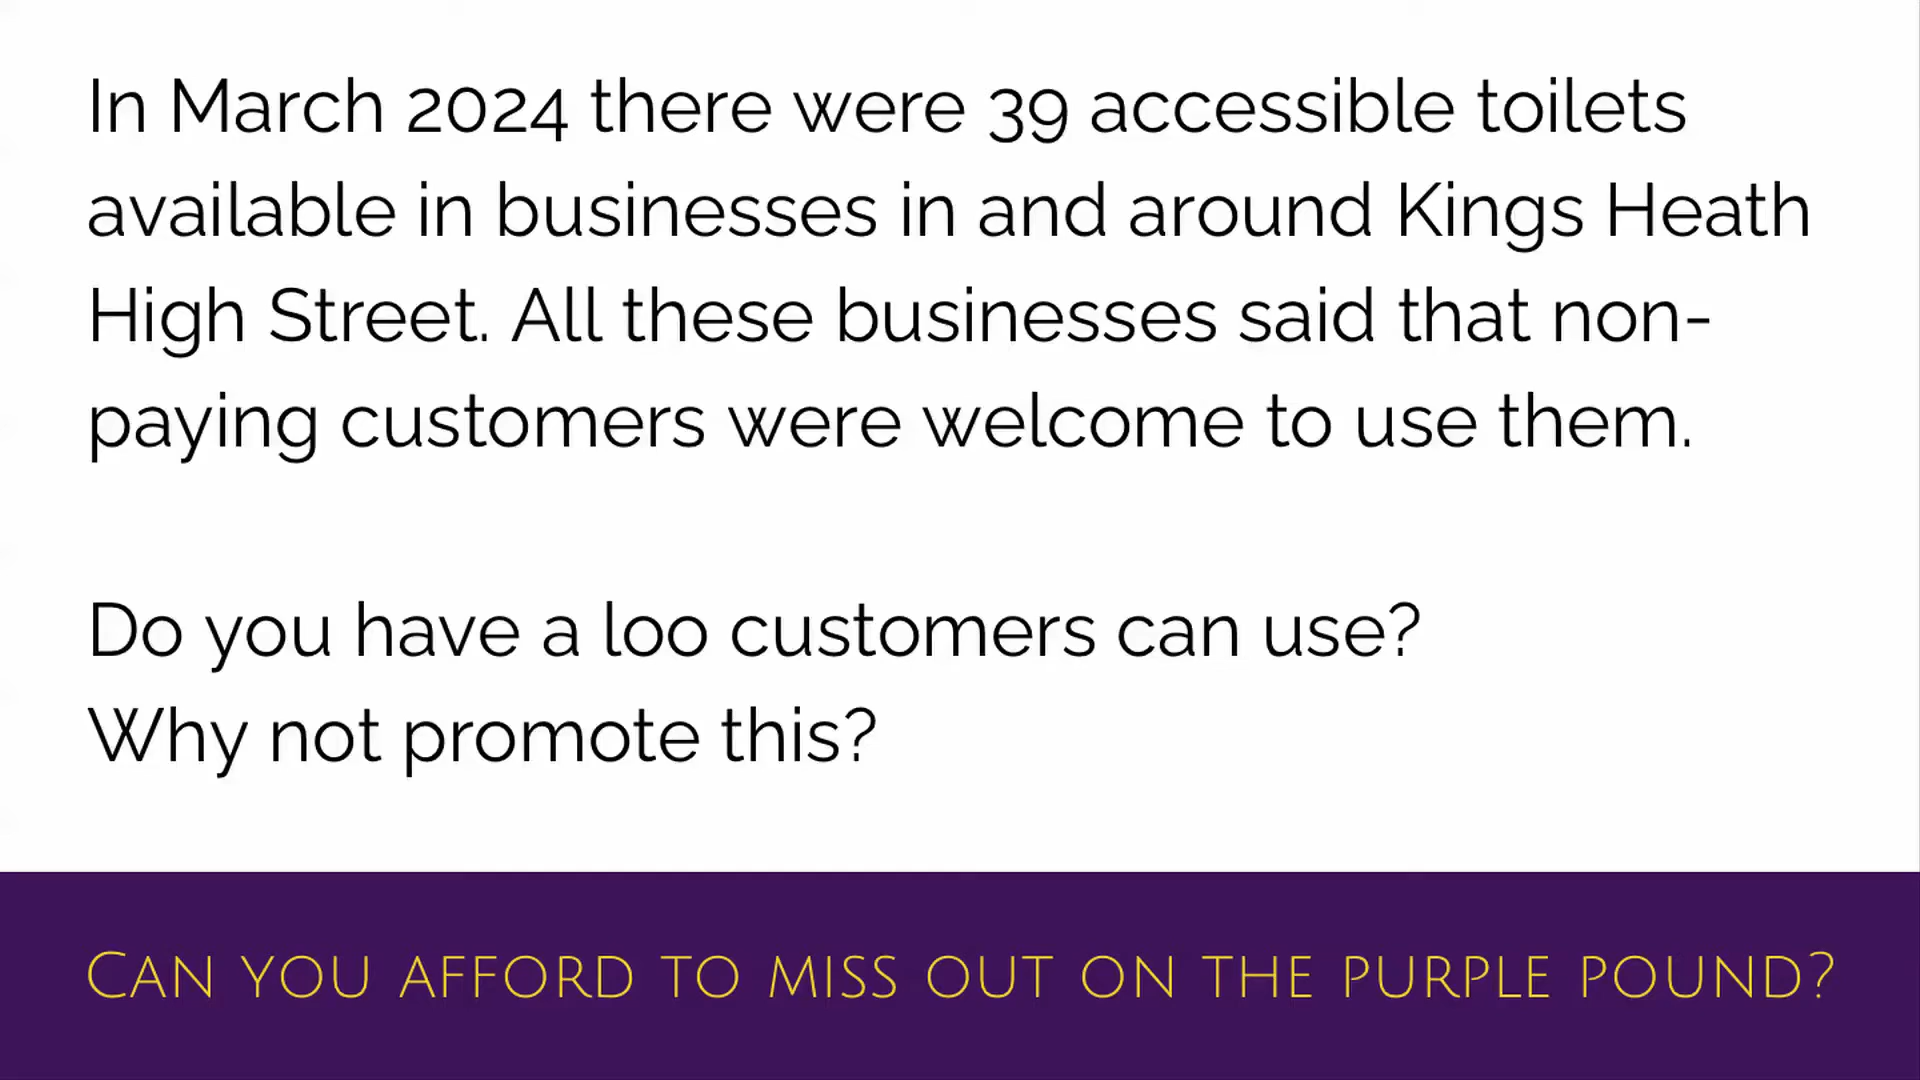 In March 2024 there were 39 accessible toilets
available in businesses in and around Kings Heath
High Street. All these businesses said that non-
paying customers were welcome to use them.
Do you have a loo customers can use?
Why not promote this?
Can you afford to miss out on the purple pound?